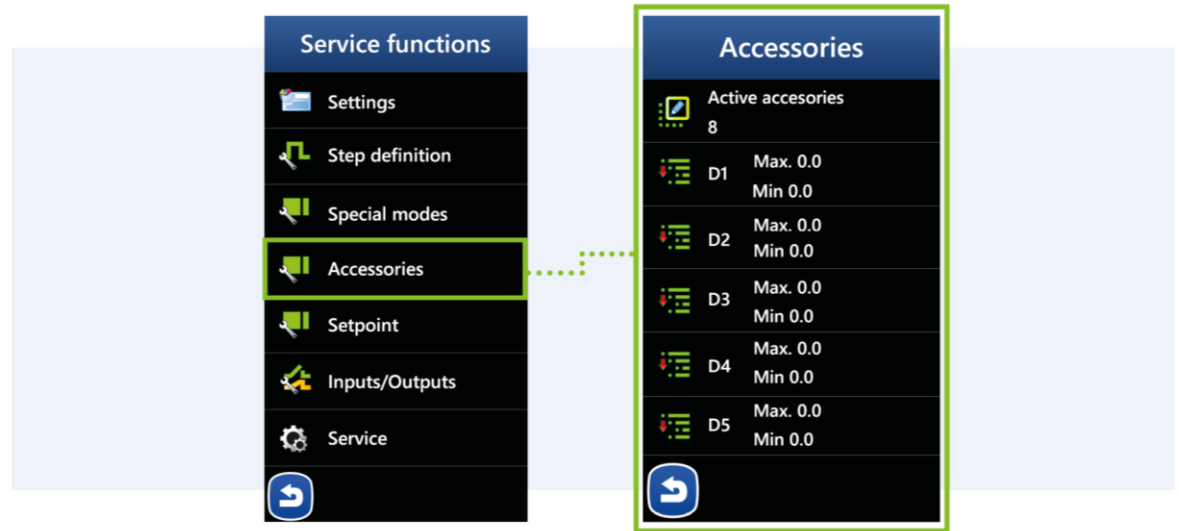 Service functions
Settings
Step definition
Special modes
Accessories
Setpoint
Inputs/Outputs
Service
Accessories
Active accesories
8
D1
Max. 0.0
Min 0.0
D2
Max. 0.0
Min 0.0
D3
Max. 0.0
Min 0.0
D4
Max. 0.0
Min 0.0
D5
Max. 0.0
Min 0.0